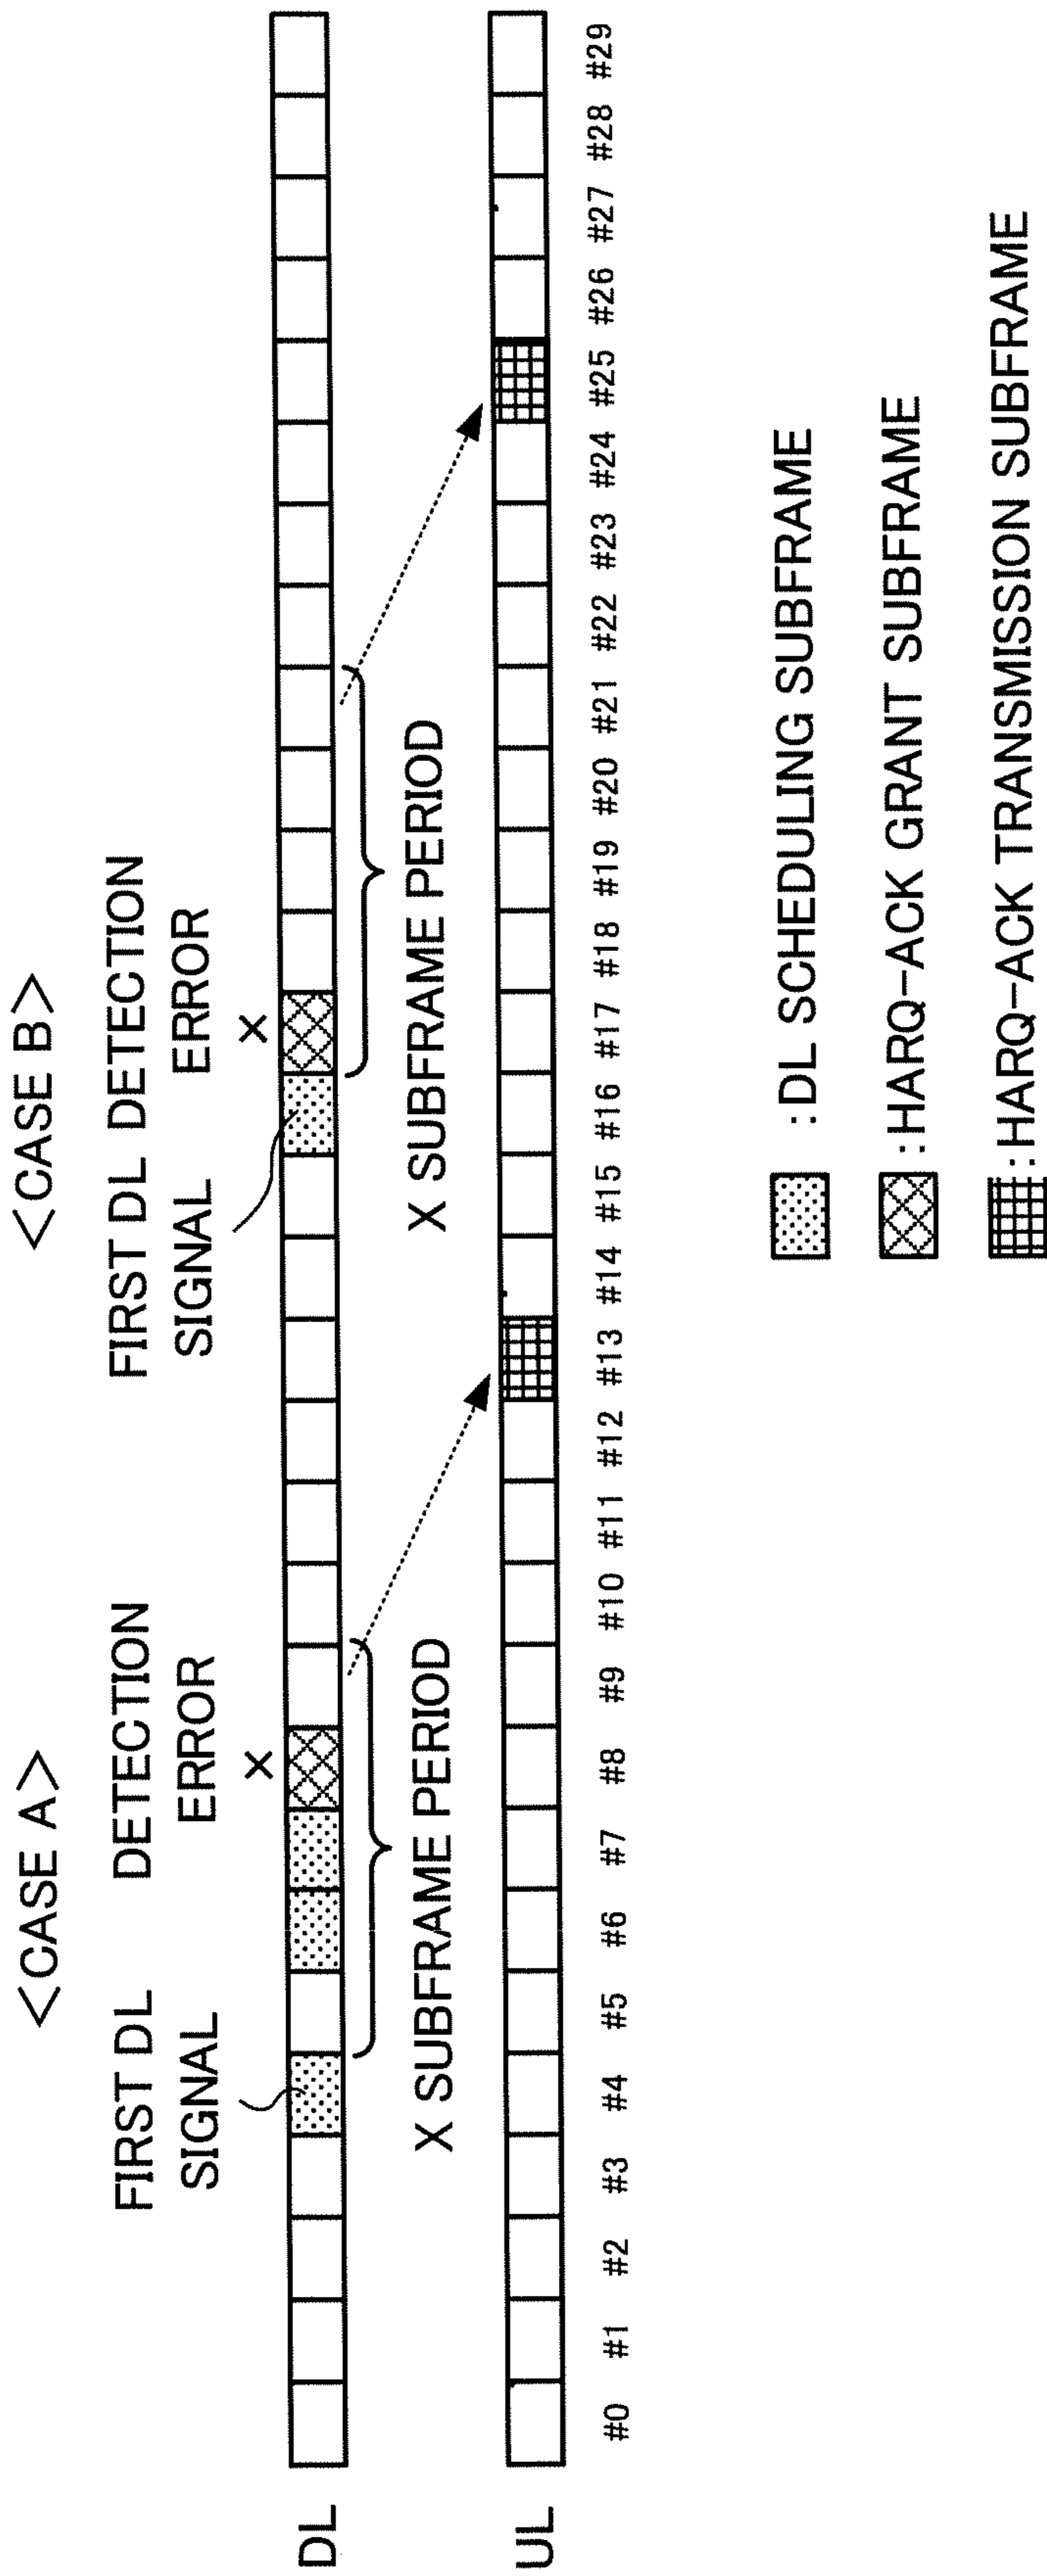 <CASE A>
<CASE B>
FIRST DL
SIGNAL
DETECTION
ERROR
×
FIRST DL
SIGNAL
DETECTION
ERROR
×
DL
X SUBFRAME PERIOD
X SUBFRAME PERIOD
UL
#0 #1 #2 #3 #4 #5 #6 #7 #8 #9 #10 #11 #12 #13 #14 #15 #16 #17 #18 #19 #20 #21 #22 #23 #24 #25 #26 #27 #28 #29
:DL SCHEDULING SUBFRAME
:HARQ-ACK GRANT SUBFRAME
:HARQ-ACK TRANSMISSION SUBFRAME